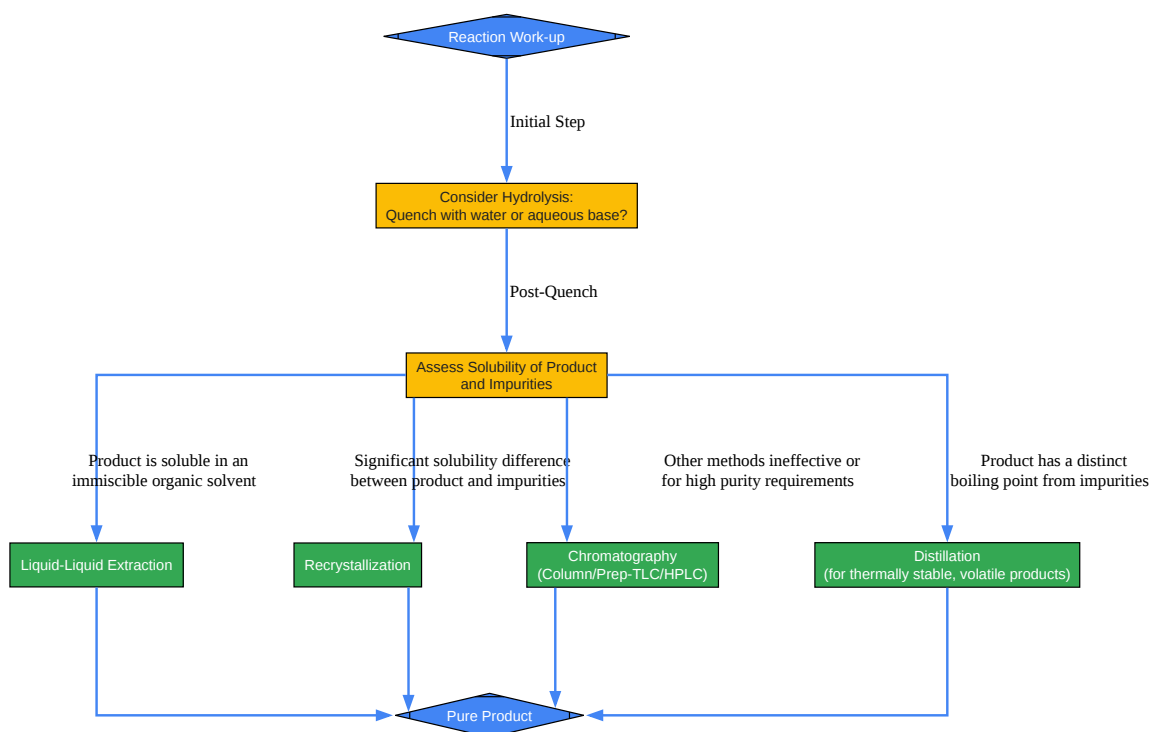 Reaction Work-up
Initial Step
Consider Hydrolysis:
Quench with water or aqueous base?
Post-Quench
Assess Solubility of Product
and Impurities
Product is soluble in an
immiscible organic solvent
Significant solubility difference
between product and impurities
Other methods ineffective or
for high purity requirements
Product has a distinct
boiling point from impurities
Liquid-Liquid Extraction
Recrystallization
Chromatography
(Column/Prep-TLC/HPLC)
Distillation
(for thermally stable, volatile products)
Pure Product